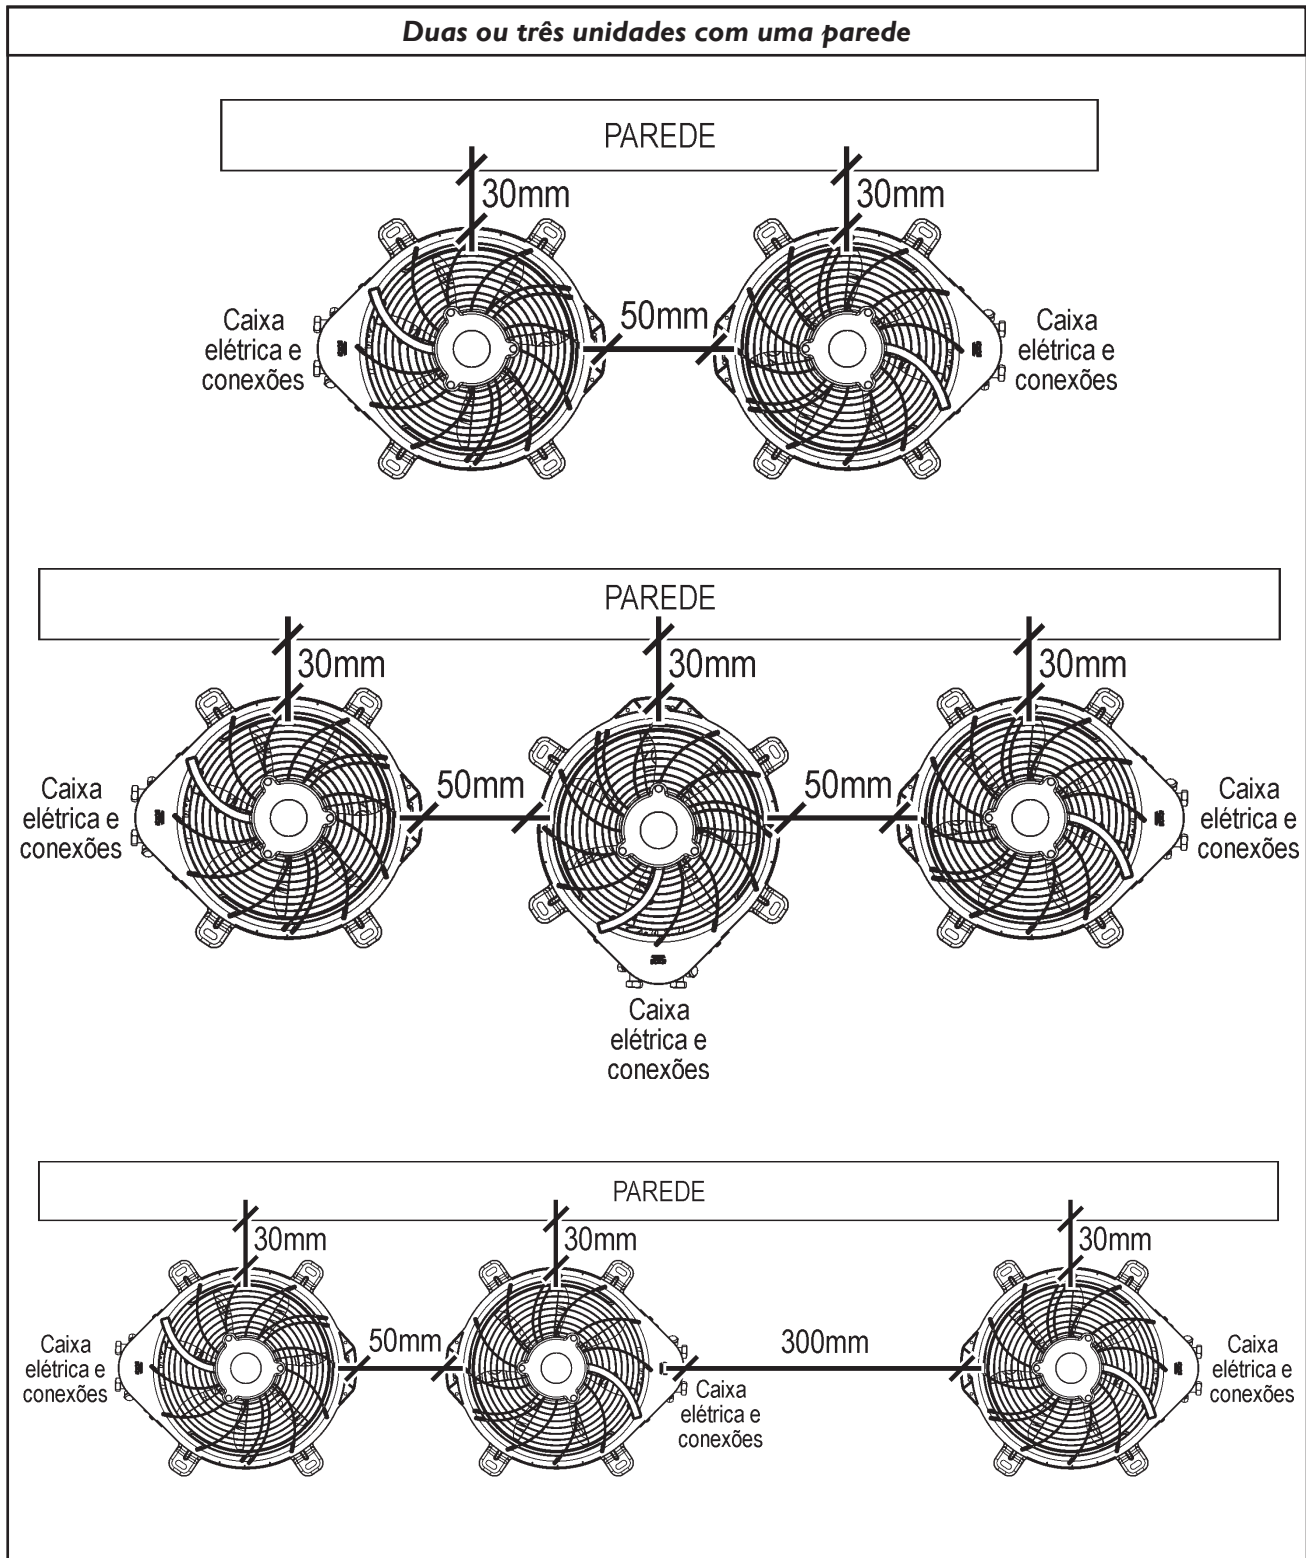 Duas ou três unidades com uma parede
PAREDE
30mm
30mm
50mm
Caixa
elétrica e
conexões
Caixa
elétrica e
conexões
PAREDE
30mm
30mm
30mm
50mm
50mm
Caixa
elétrica e
conexões
Caixa
elétrica e
conexões
Caixa
elétrica e
conexões
PAREDE
30mm
30mm
30mm
50mm
300mm
Caixa
elétrica e
conexões
Caixa
elétrica e
conexões
Caixa
elétrica e
conexões